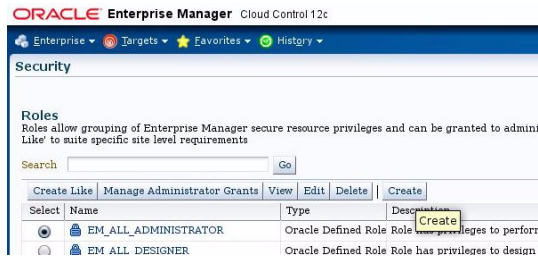 ORACLE Enterprise Manager Cloud Control 12c
Enterprise Targets Favorites History
Security
Roles
Roles allow grouping of Enterprise Manager secure resource privileges and can be granted to admini
Like' to suite specific site level requirements
Search Go
Create Like Manage Administrator Grants View Edit Delete | Create
Select Name Type Description
Create
EM_ALL_ADMINISTRATOR Oracle Defined Role Role has privileges to perform
EM_ALL_DESIGNER Oracle Defined Role Role has privileges to design